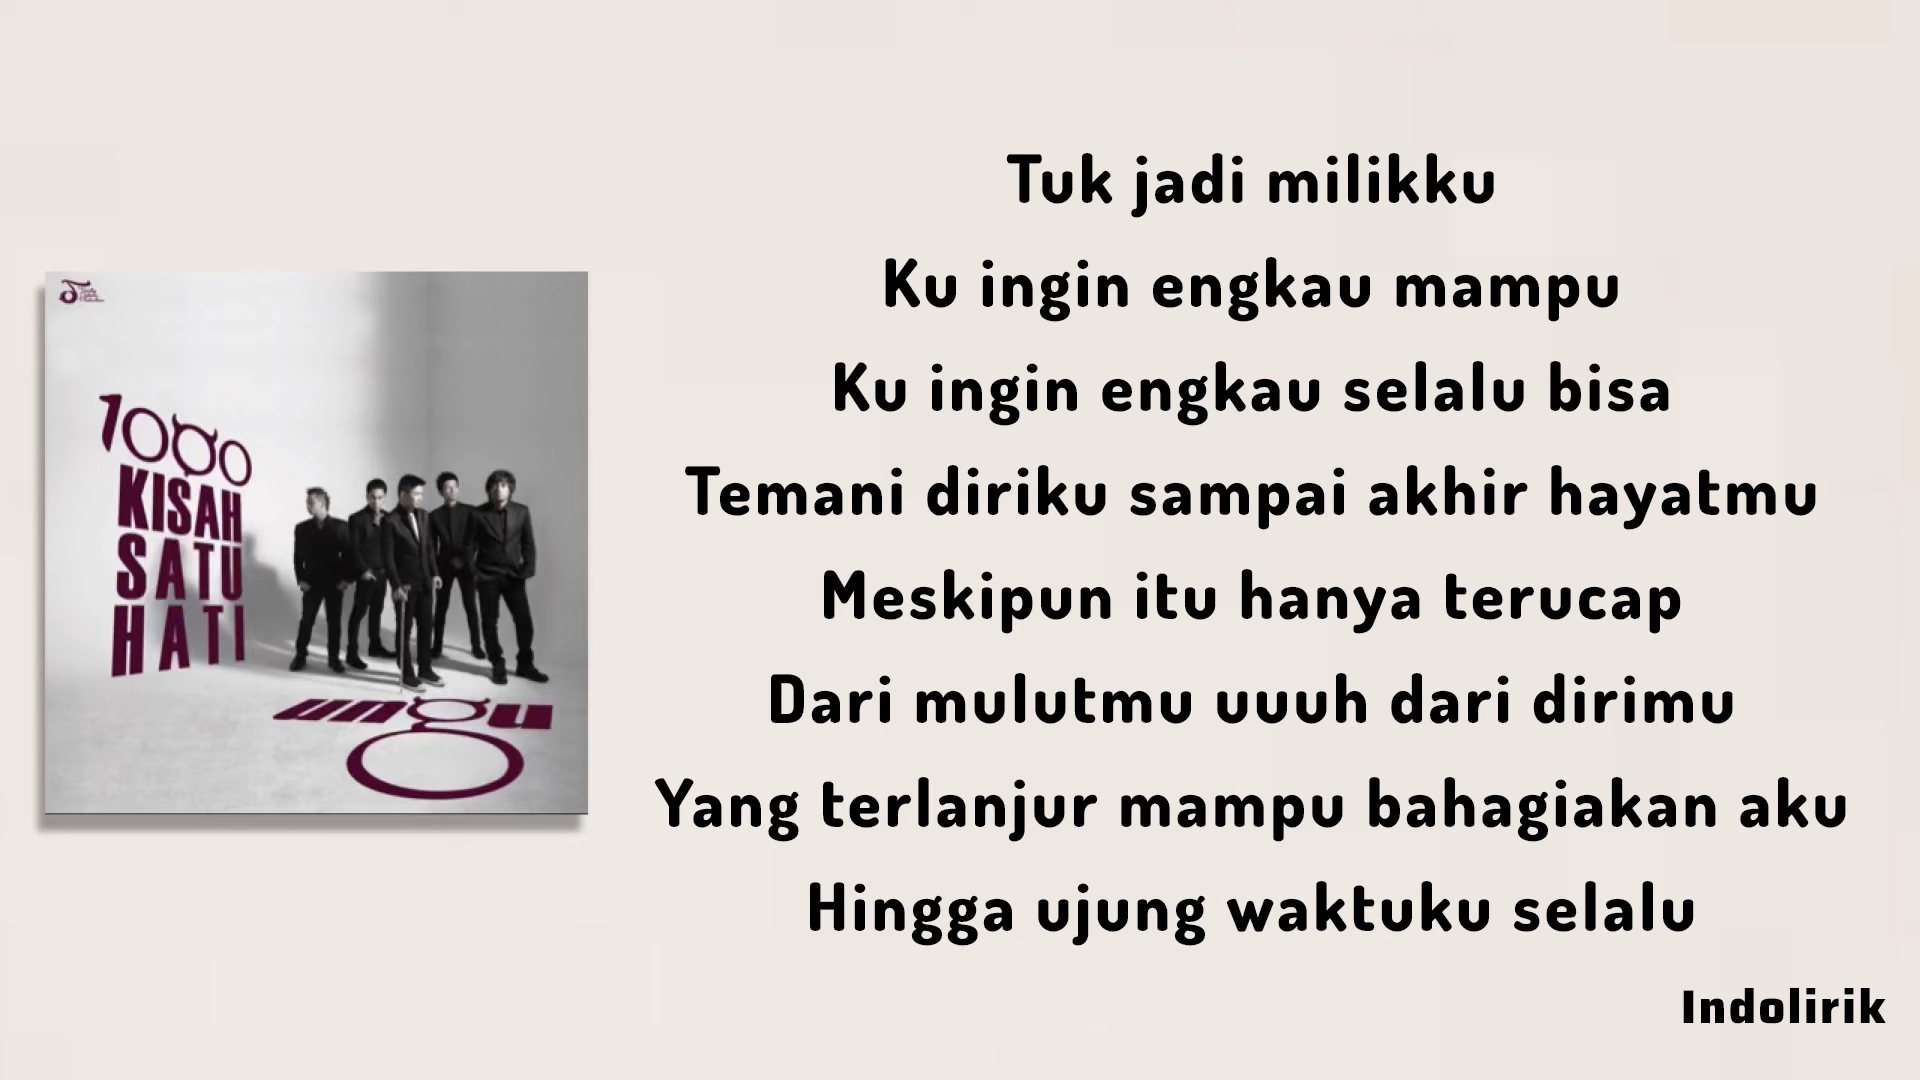 1000
KISAH
SATU
HATI
ungu
Tuk jadi milikku
Ku ingin engkau mampu
Ku ingin engkau selalu bisa
Temani diriku sampai akhir hayatmu
Meskipun itu hanya terucap
Dari mulutmu uuuh dari dirimu
Yang terlanjur mampu bahagiakan aku
Hingga ujung waktuku selalu
Indolirik